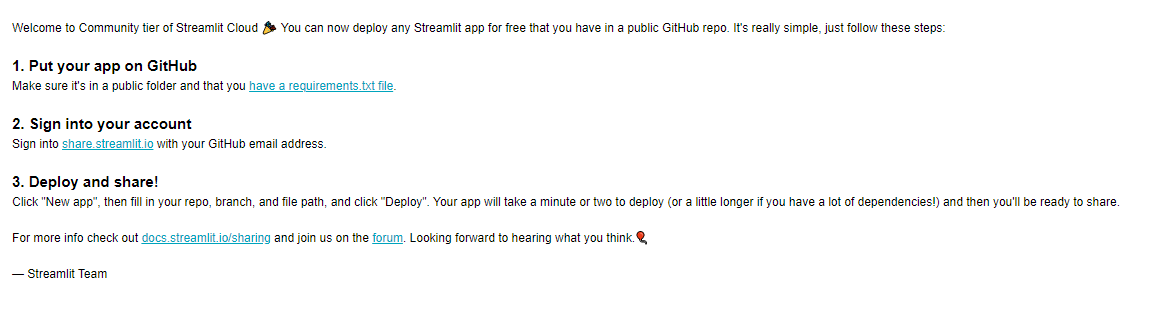 Welcome to Community tier of Streamlit Cloud 🎉 You can now deploy any Streamlit app for free that you have in a public GitHub repo. It's really simple, just follow these steps:
1. Put your app on GitHub
Make sure it's in a public folder and that you have a requirements.txt file.
2. Sign into your account
Sign into share.streamlit.io with your GitHub email address.
3. Deploy and share!
Click "New app", then fill in your repo, branch, and file path, and click "Deploy". Your app will take a minute or two to deploy (or a little longer if you have a lot of dependencies!) and then you'll be ready to share.
For more info check out docs.streamlit.io/sharing and join us on the forum. Looking forward to hearing what you think.🎈
— Streamlit Team